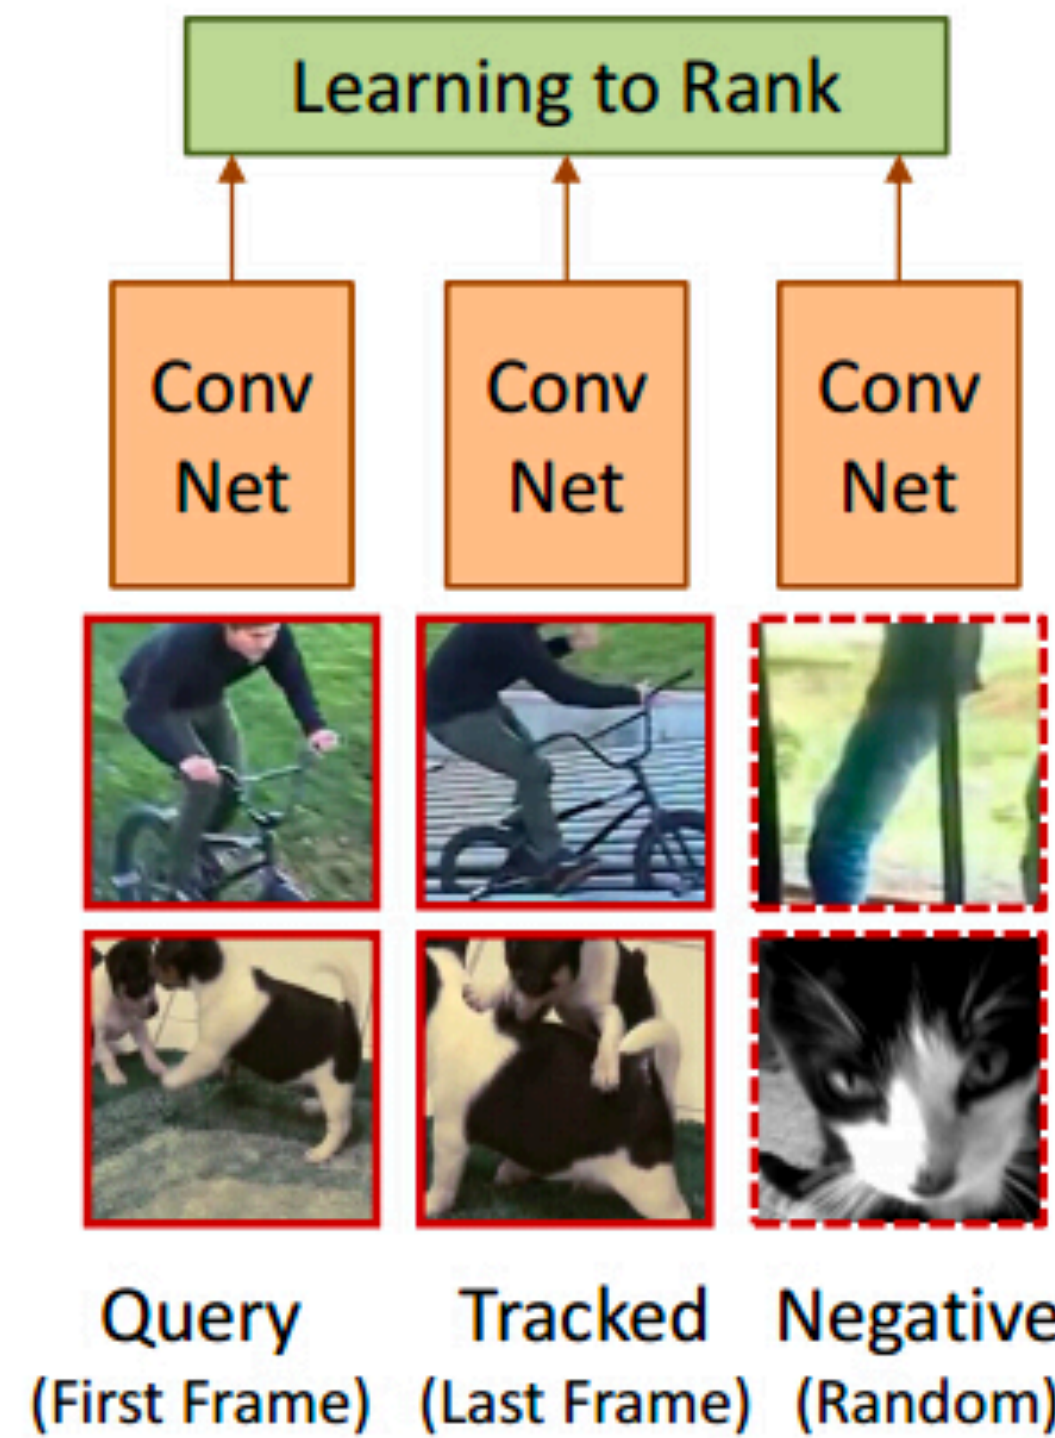 Learning to Rank
Conv Conv Conv
Net Net Net
Query Tracked Negative
(First Frame) (Last Frame) (Random)